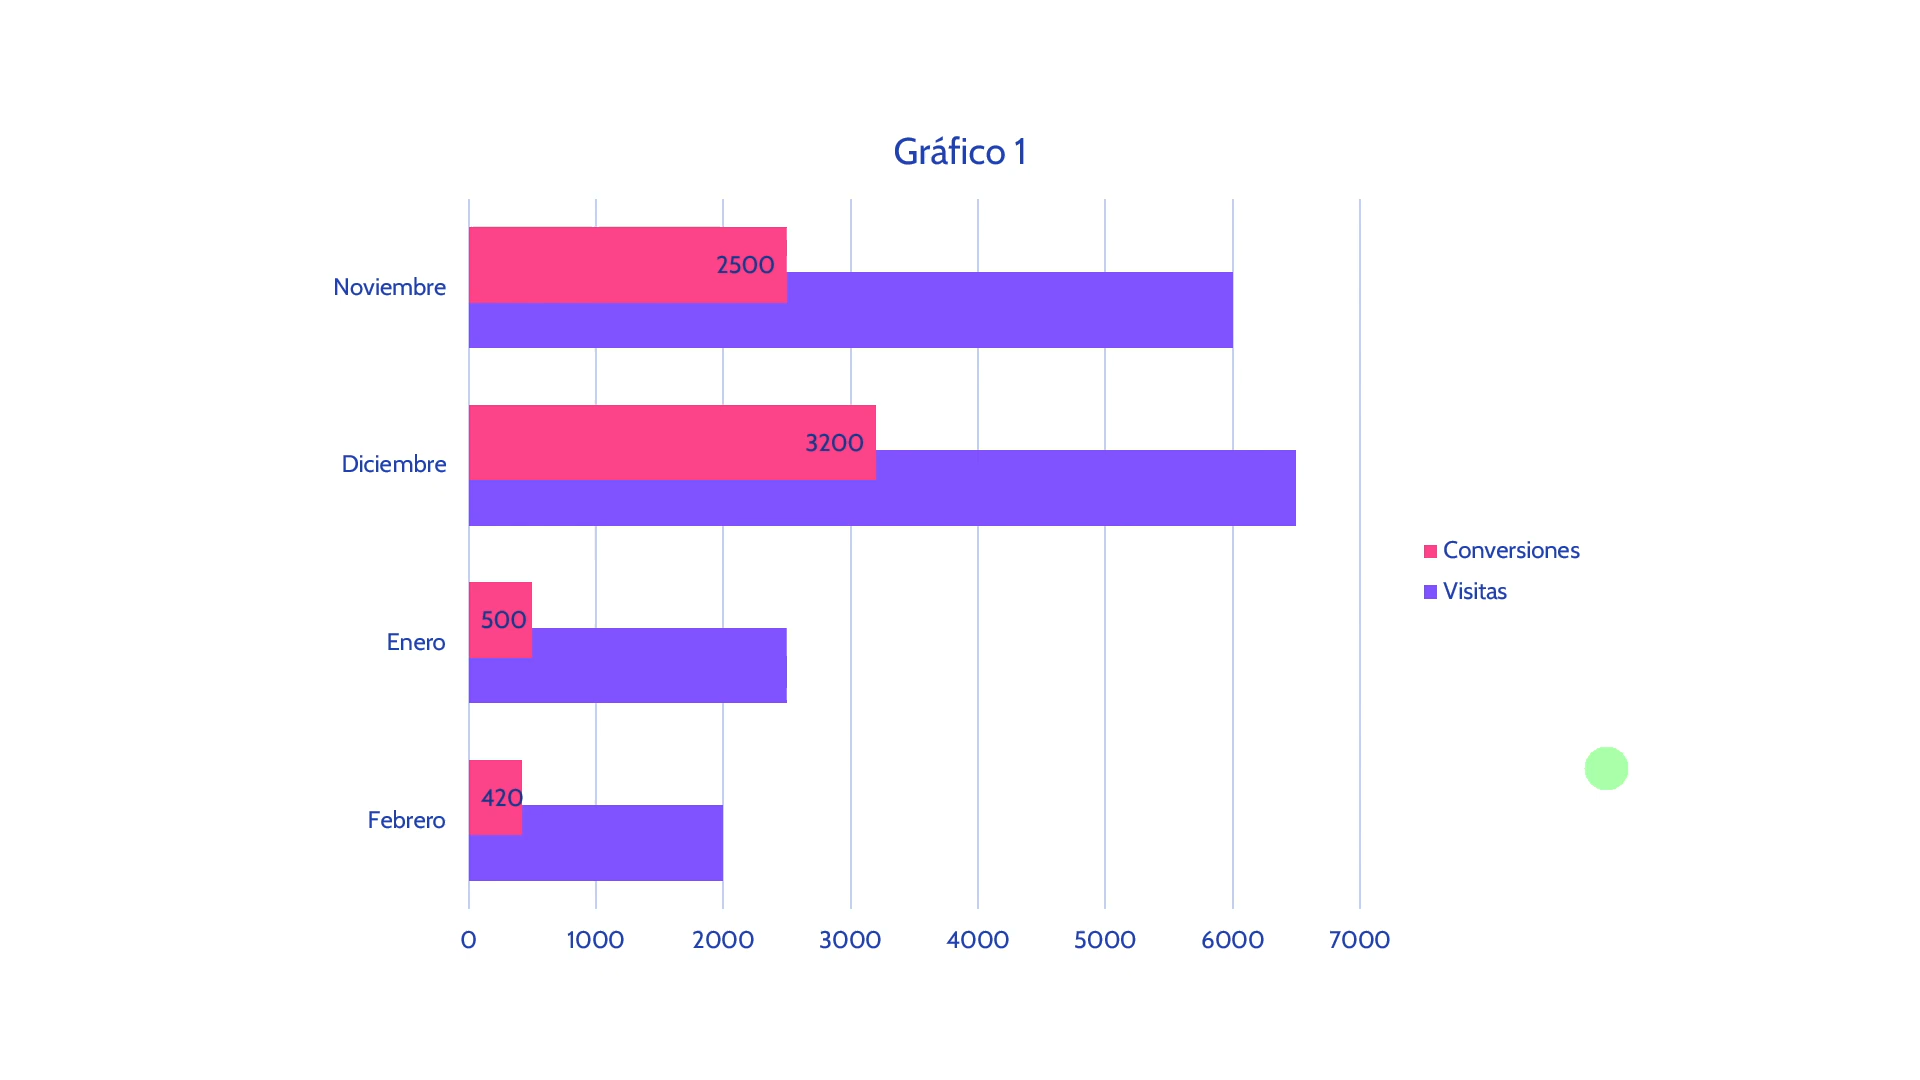 Gráfico 1
Noviembre
2500
Diciembre
3200
Enero
500
Febrero
420
Conversiones
Visitas
0 1000 2000 3000 4000 5000 6000 7000